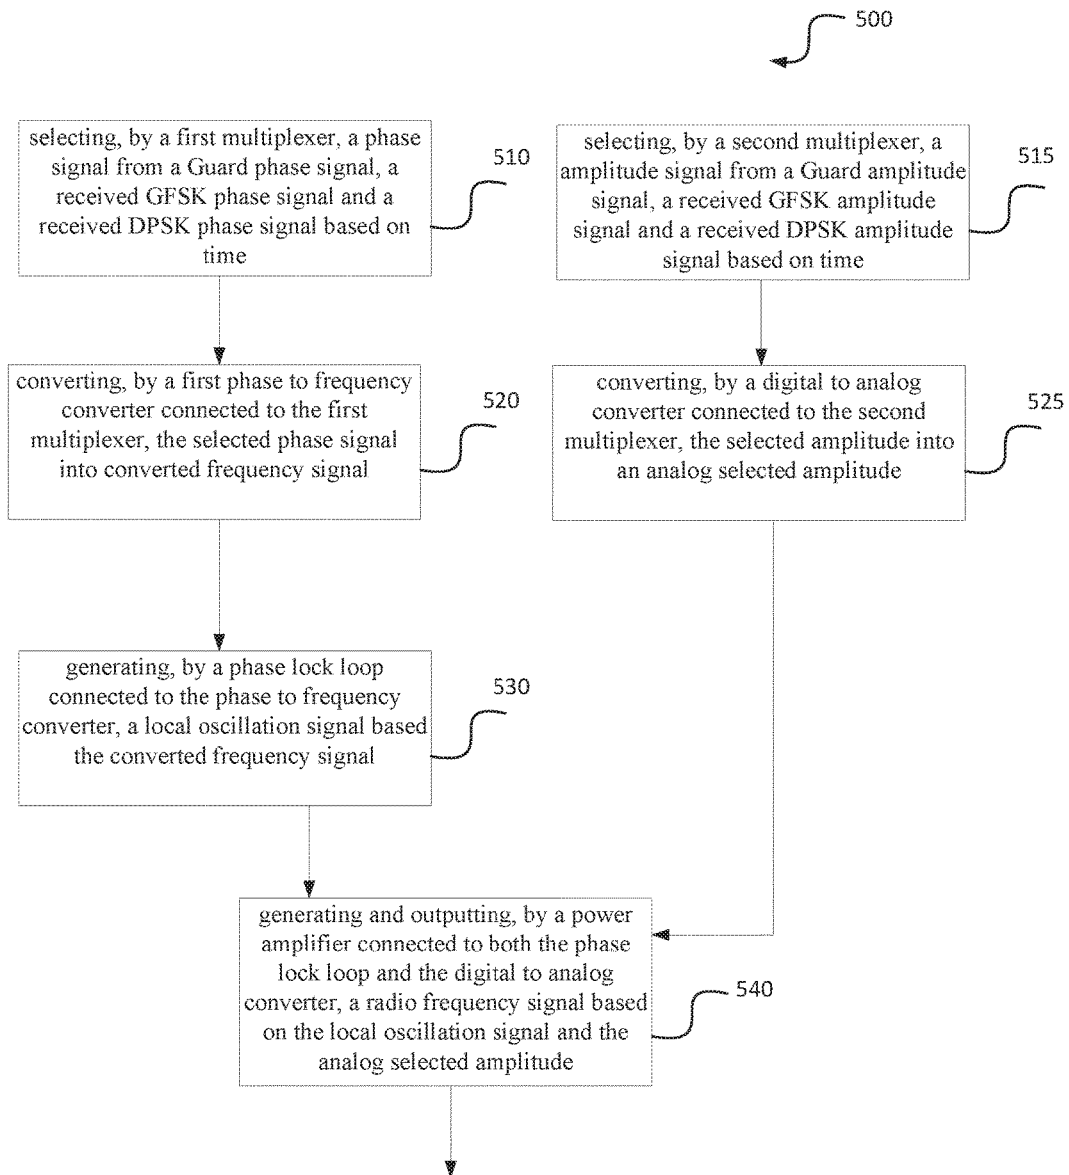 500
selecting, by a first multiplexer, a phase
signal from a Guard phase signal, a
received GFSK phase signal and a
received DPSK phase signal based on
time
510
selecting, by a second multiplexer, a
amplitude signal from a Guard amplitude
signal, a received GFSK amplitude
signal and a received DPSK amplitude
signal based on time
515
converting, by a first phase to frequency
converter connected to the first
multiplexer, the selected phase signal
into converted frequency signal
520
converting, by a digital to analog
converter connected to the second
multiplexer, the selected amplitude into
an analog selected amplitude
525
generating, by a phase lock loop
connected to the phase to frequency
converter, a local oscillation signal based
the converted frequency signal
530
generating and outputting, by a power
amplifier connected to both the phase
lock loop and the digital to analog
converter, a radio frequency signal based
on the local oscillation signal and the
analog selected amplitude
540